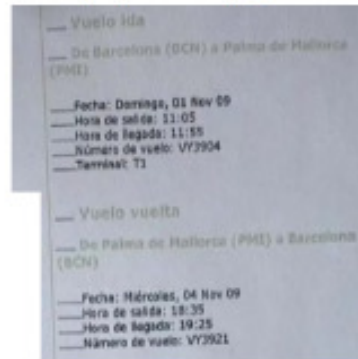 Vuelo ida
De Barcelona (BCN) a Palma de Mallorca
(PMI)
Fecha: Domingo, 01 Nov 09
Hora de salida: 11:05
Hora de llegada: 11:55
Número de vuelo: VY3904
Terminal: T1
Vuelo vuelta
De Palma de Mallorca (PMI) a Barcelona
(BCN)
Fecha: Miércoles, 04 Nov 09
Hora de salida: 18:35
Hora de llegada: 19:25
Número de vuelo: VY3921